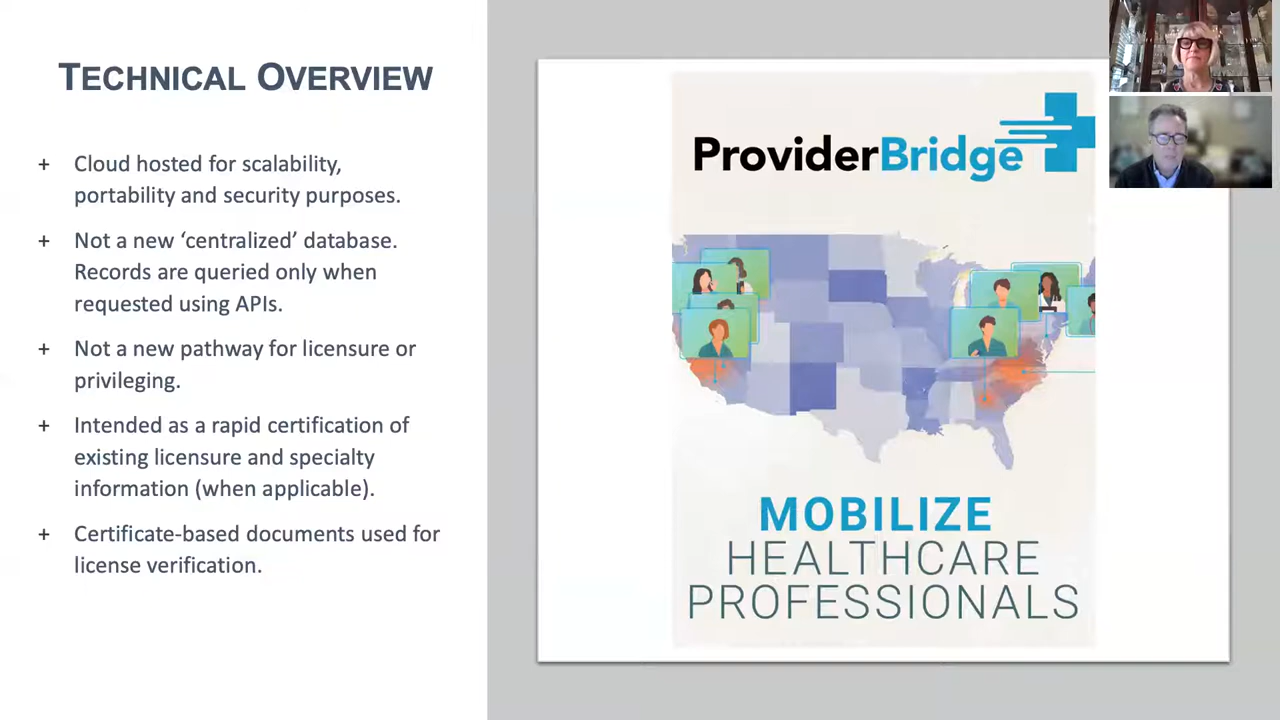 TECHNICAL OVERVIEW
+ Cloud hosted for scalability,
portability and security purposes.
+ Not a new ‘centralized’ database.
Records are queried only when
requested using APIs.
+ Not a new pathway for licensure or
privileging.
+ Intended as a rapid certification of
existing licensure and specialty
information (when applicable).
+ Certificate-based documents used for
license verification.
ProviderBridge
MOBILIZE
HEALTHCARE
PROFESSIONALS